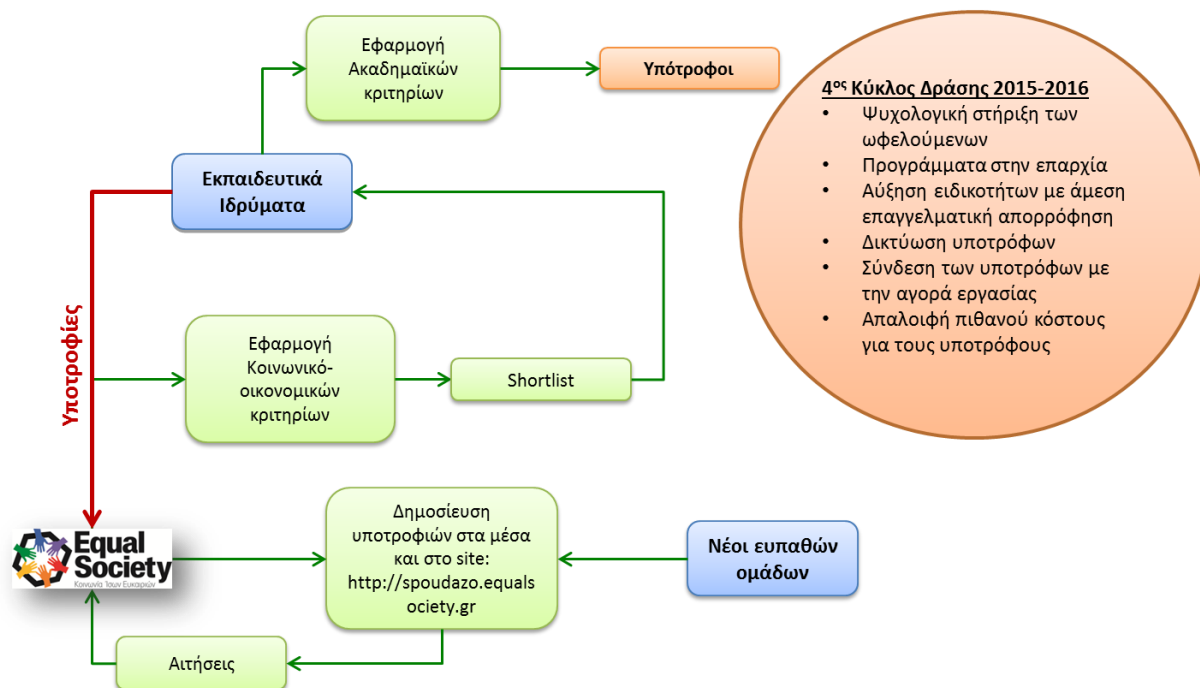 Εφαρμογή
Ακαδημαϊκών
κριτηρίων
Υπότροφοι
4ος Κύκλος Δράσης 2015-2016
• Ψυχολογική στήριξη των
ωφελούμενων
• Προγράμματα στην επαρχία
• Αύξηση ειδικοτήτων με άμεση
επαγγελματική απορρόφηση
• Δικτύωση υποτρόφων
• Σύνδεση των υποτρόφων με
την αγορά εργασίας
• Απαλοιφή πιθανού κόστους
για τους υποτρόφους
Εκπαιδευτικά
Ιδρύματα
Υποτροφίες
Εφαρμογή
Κοινωνικό-
οικονομικών
κριτηρίων
Shortlist
Equal
Society
Κοινωνία Ίσων Ευκαιριών
Δημοσίευση
υποτροφιών στα μέσα
και στο site:
http://spoudazo.equals
ociety.gr
Νέοι ευπαθών
ομάδων
Αιτήσεις